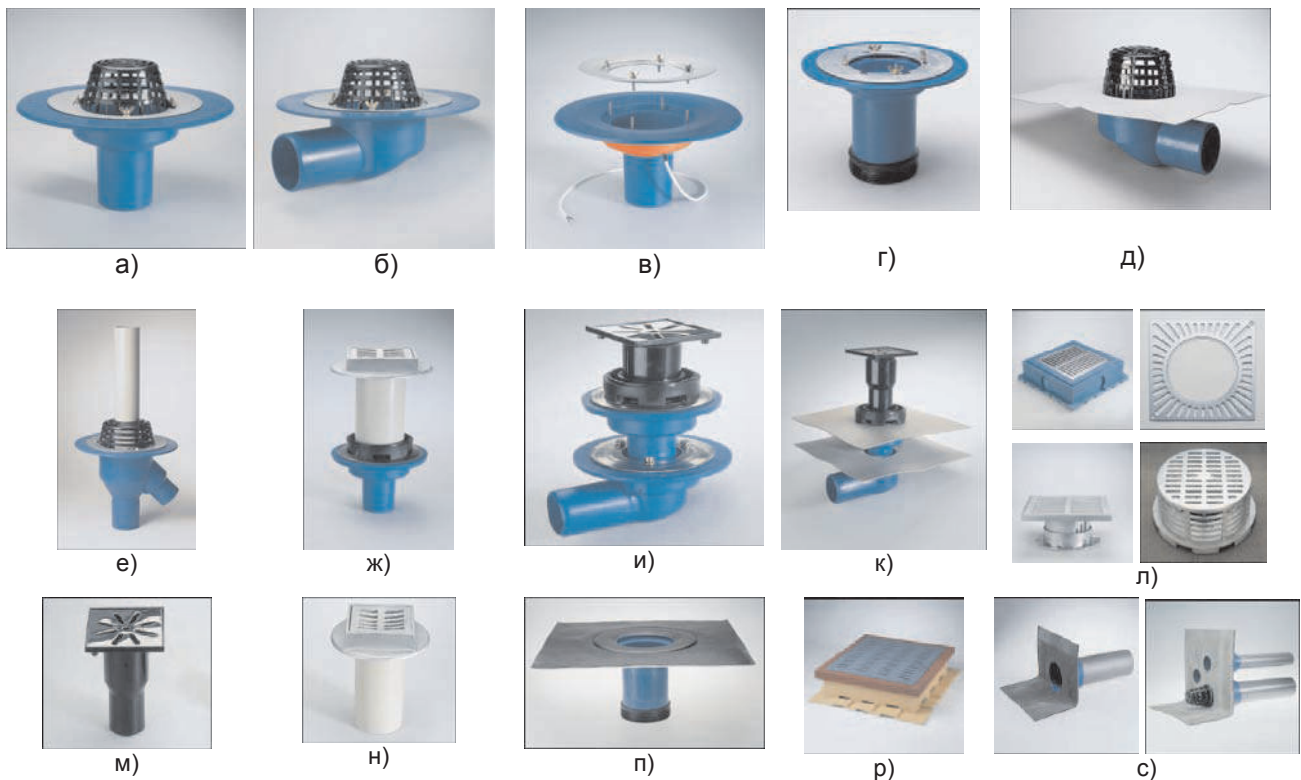 а) б) в) г) д)
е) ж) и) к) л)
м) н) п) р) с)